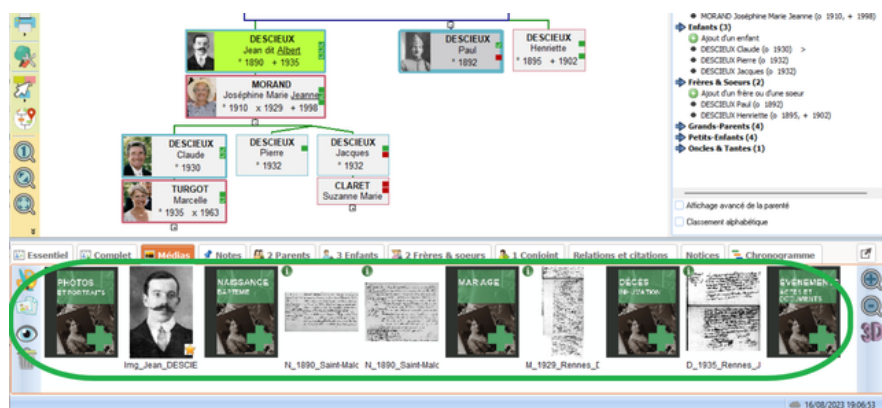 DESCIEUX
Jean dit Albert
° 1890 + 1935
DESCIEUX
Paul
° 1892
DESCIEUX
Henriette
° 1895 + 1902
MORAND
Joséphine Marie Jeanne
° 1910 x 1929 + 1998
DESCIEUX
Claude
° 1930
DESCIEUX
Pierre
° 1932
DESCIEUX
Jacques
° 1932
TURGOT
Marcelle
° 1935 x 1963
CLARET
Suzanne Marie
MORAND Joséphine Marie Jeanne (o 1910, + 1998)
Enfants (3)
Ajout d'un enfant
DESCIEUX Claude (o 1930) >
DESCIEUX Pierre (o 1932)
DESCIEUX Jacques (o 1932)
Frères & Soeurs (2)
Ajout d'un frère ou d'une soeur
DESCIEUX Paul (o 1892)
DESCIEUX Henriette (o 1895, + 1902)
Grands-Parents (4)
Petits-Enfants (4)
Oncles & Tantes (1)
Affichage avancé de la parenté
Classement alphabétique
Essentiel Complet Médias Notes 2 Parents 3 Enfants 2 Frères & soeurs 1 Conjoint Relations et citations Notices Chronogramme
PHOTOS
ET PORTRAITS
NAISSANCE
BAPTEME
MARIAGE
DÉCÈS
INHUMATION
EVÉNEMENT
ACTES ET
DOCUMENTS
Img_Jean_DESCIE
N_1890_Saint-Malo
N_1890_Saint-Malo
M_1929_Rennes_D
D_1935_Rennes_J
3D
16/08/2023 19:06:53